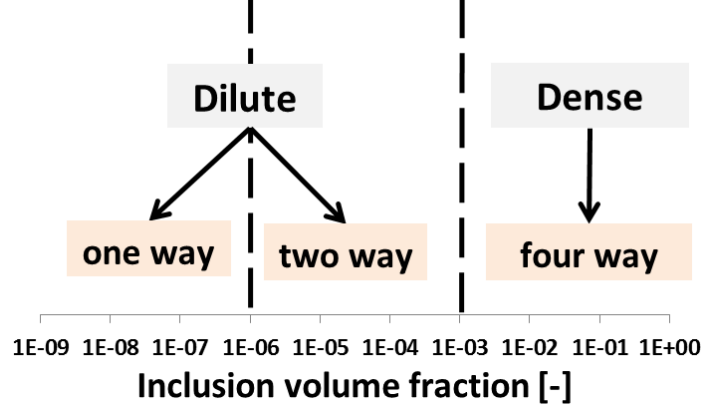 Dilute Dense
one way two way four way
1E-09 1E-08 1E-07 1E-06 1E-05 1E-04 1E-03 1E-02 1E-01 1E+00
Inclusion volume fraction [-]